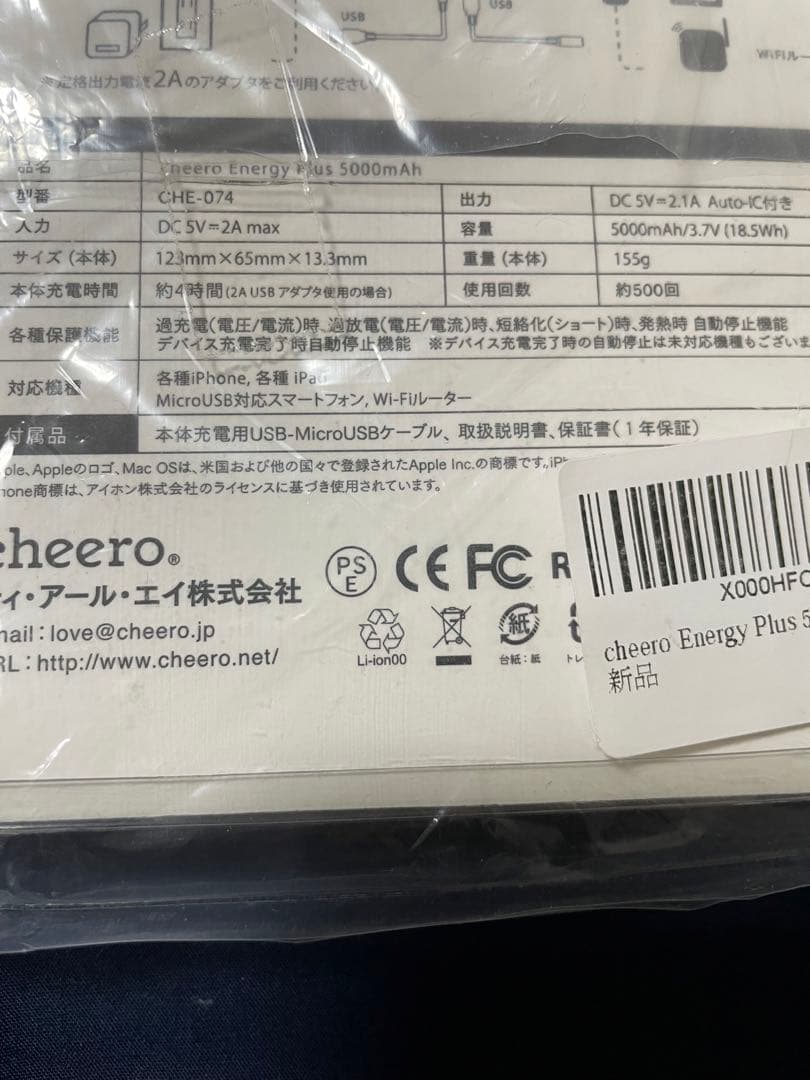 USB
USB
WiFiルー
※定格出力電流2Aのアダプタをご利用ください
品名 cheero Energy Plus 5000mAh
型番 CHE-074 出力 DC 5V=2.1A Auto-IC付き
入力 DC 5V=2A max 容量 5000mAh/3.7V (18.5Wh)
サイズ (本体) 123mm×65mm×13.3mm 重量 (本体) 155g
本体充電時間 約4時間 (2A USB アダプタ使用の場合) 使用回数 約500回
各種保護機能 過充電(電圧/電流)時、過放電(電圧/電流)時、短絡化(ショート)時、発熱時 自動停止機能
デバイス充電完了時自動停止機能 ※デバイス充電完了時の自動停止は未対応機種もございま
対応機種 各種iPhone, 各種 iPad
MicroUSB対応スマートフォン, Wi-Fiルーター
付属品 本体充電用USB-MicroUSBケーブル、取扱説明書、保証書(1年保証)
ple、Appleのロゴ、Mac OSは、米国および他の国々で登録されたApple Inc.の商標です。iPh
hone商標は、アイホン株式会社のライセンスに基づき使用されています。
cheero®
ィ・アール・エイ株式会社
mail : love@cheero.jp
RL : http://www.cheero.net/
PSE CE FC R
Li-ion00
紙
台紙：紙
トレ
X000HFC
cheero Energy Plus 5
新品